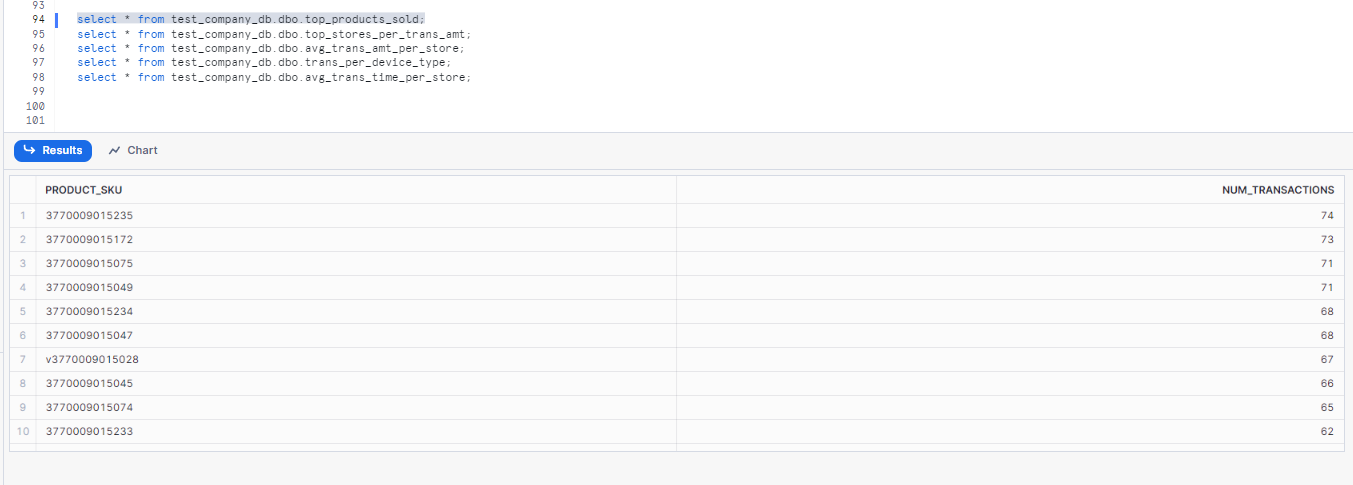 93
94 select * from test_company_db.dbo.top_products_sold;
95 select * from test_company_db.dbo.top_stores_per_trans_amt;
96 select * from test_company_db.dbo.avg_trans_amt_per_store;
97 select * from test_company_db.dbo.trans_per_device_type;
98 select * from test_company_db.dbo.avg_trans_time_per_store;
99
100
101
Results Chart
PRODUCT_SKU NUM_TRANSACTIONS
1 3770009015235 74
2 3770009015172 73
3 3770009015075 71
4 3770009015049 71
5 3770009015234 68
6 3770009015047 68
7 v3770009015028 67
8 3770009015045 66
9 3770009015074 65
10 3770009015233 62